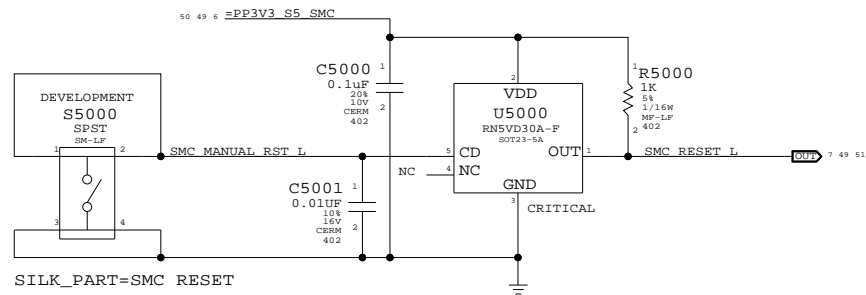 50 49 6 =PP3V3_S5_SMC
DEVELOPMENT
S5000
SPST
SM-LF
1 2
3 4
SMC_MANUAL_RST_L
C5000 1
0.1uF
20%
10V
CERM
402
2
C5001 1
0.01UF
10%
16V
CERM
402
2
2
VDD
U5000
RN5VD30A-F
SOT23-5A
5 CD
OUT 1
NC 4 NC
GND
3
CRITICAL
1
R5000
1K
5%
1/16W
MF-LF
402
2
SMC_RESET_L
OUT 7 49 51
SILK_PART=SMC RESET